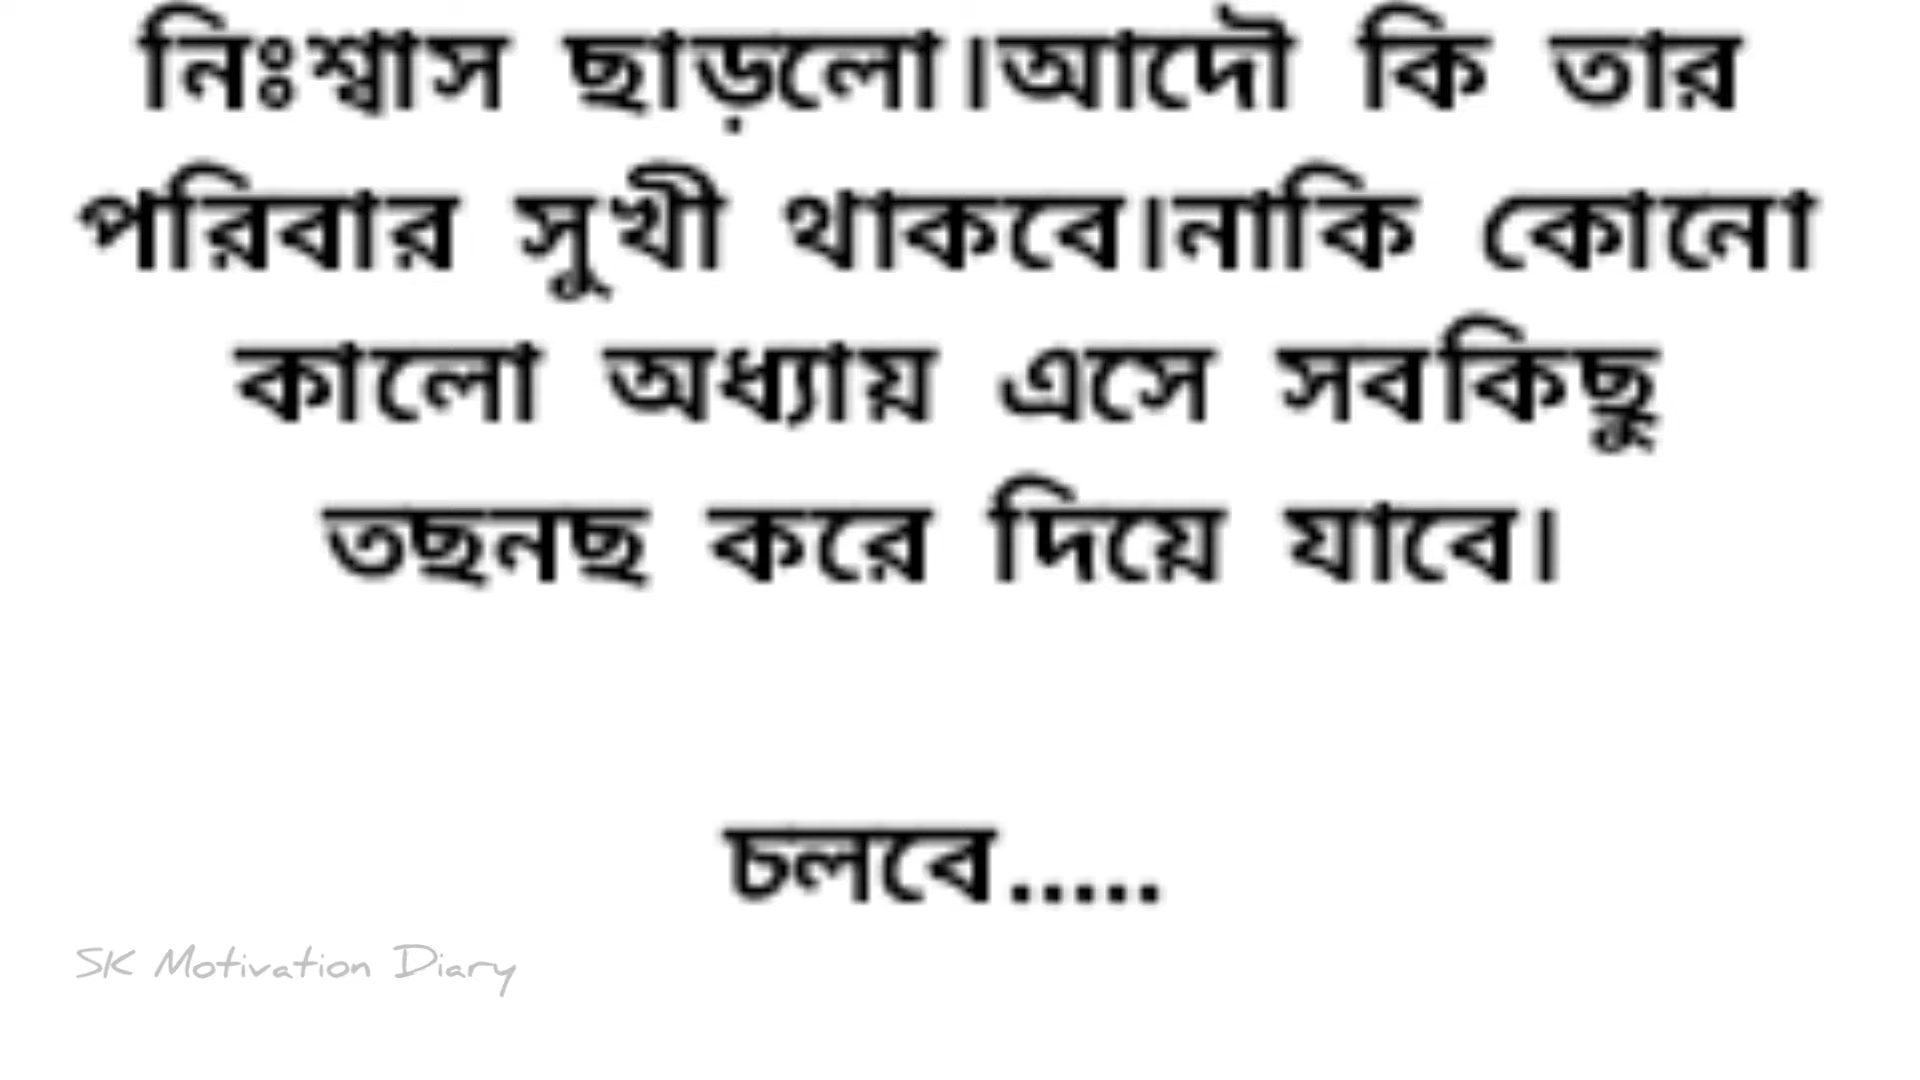 নিঃশ্বাস ছাড়লো।আদৌ কি তার
পরিবার সুখী থাকবে।নাকি কোনো
কালো অধ্যায় এসে সবকিছু
তছনছ করে দিয়ে যাবে।
চলবে.....
SK Motivation Diary